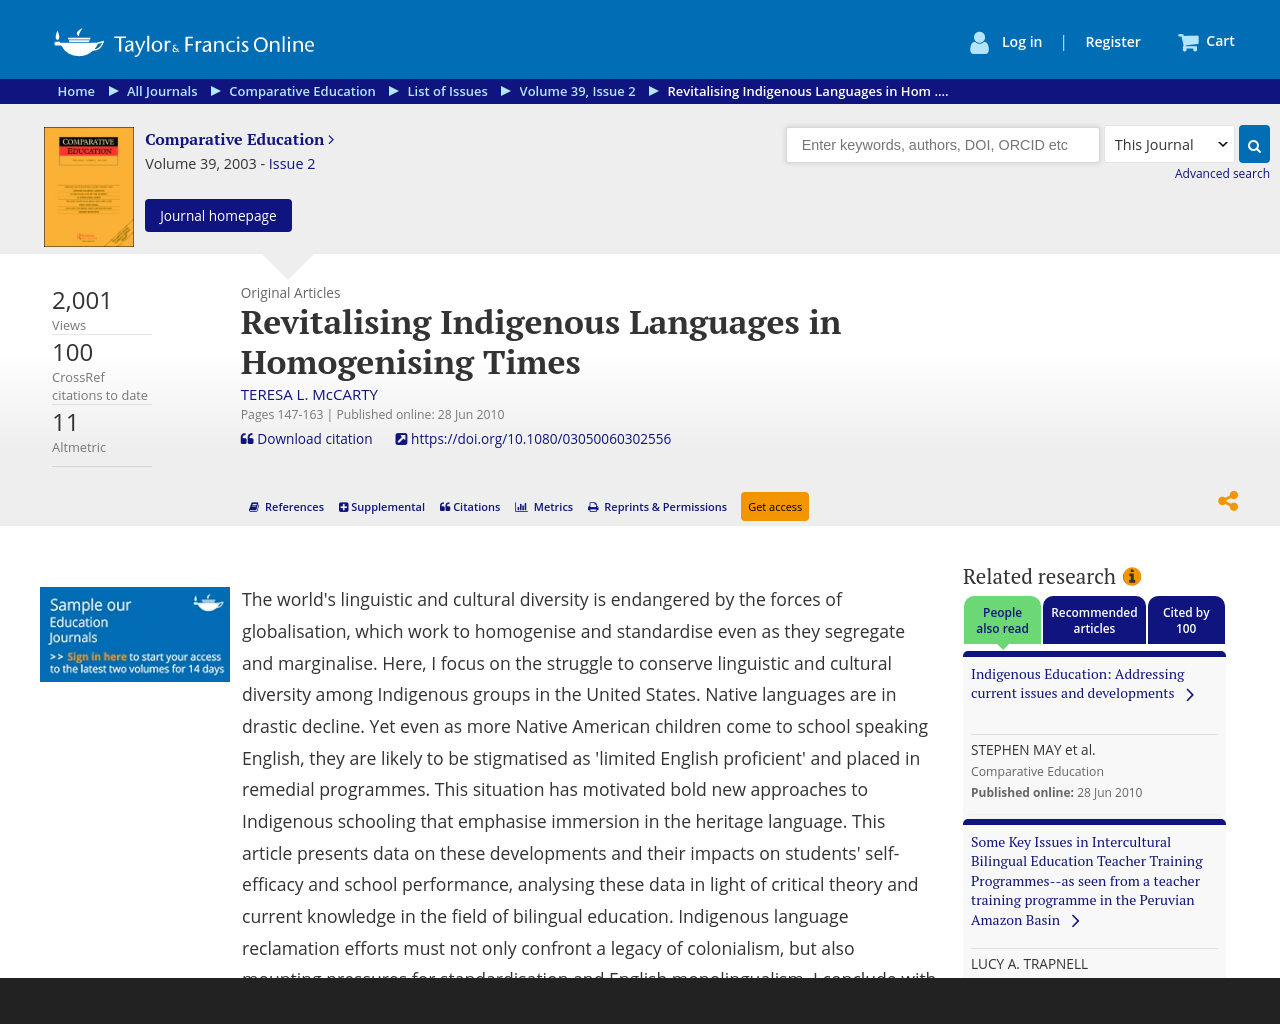 Taylor & Francis Online
Log in | Register Cart
Home All Journals Comparative Education List of Issues Volume 39, Issue 2 Revitalising Indigenous Languages in Hom ....
COMPARATIVE
EDUCATION
Comparative Education
Volume 39, 2003 - Issue 2
Journal homepage
Enter keywords, authors, DOI, ORCID etc
This Journal
Advanced search
2,001
Views
100
CrossRef
citations to date
11
Altmetric
Original Articles
Revitalising Indigenous Languages in
Homogenising Times
TERESA L. McCARTY
Pages 147-163 | Published online: 28 Jun 2010
Download citation https://doi.org/10.1080/03050060302556
References Supplemental Citations Metrics Reprints & Permissions Get access
Sample our
Education
Journals
>> Sign in here to start your access
to the latest two volumes for 14 days
The world's linguistic and cultural diversity is endangered by the forces of
globalisation, which work to homogenise and standardise even as they segregate
and marginalise. Here, I focus on the struggle to conserve linguistic and cultural
diversity among Indigenous groups in the United States. Native languages are in
drastic decline. Yet even as more Native American children come to school speaking
English, they are likely to be stigmatised as 'limited English proficient' and placed in
remedial programmes. This situation has motivated bold new approaches to
Indigenous schooling that emphasise immersion in the heritage language. This
article presents data on these developments and their impacts on students' self-
efficacy and school performance, analysing these data in light of critical theory and
current knowledge in the field of bilingual education. Indigenous language
reclamation efforts must not only confront a legacy of colonialism, but also
mounting pressures for standardisation and English monolingualism. I conclude with
Related research
People
also read
Recommended
articles
Cited by
100
Indigenous Education: Addressing
current issues and developments
STEPHEN MAY et al.
Comparative Education
Published online: 28 Jun 2010
Some Key Issues in Intercultural
Bilingual Education Teacher Training
Programmes--as seen from a teacher
training programme in the Peruvian
Amazon Basin
LUCY A. TRAPNELL